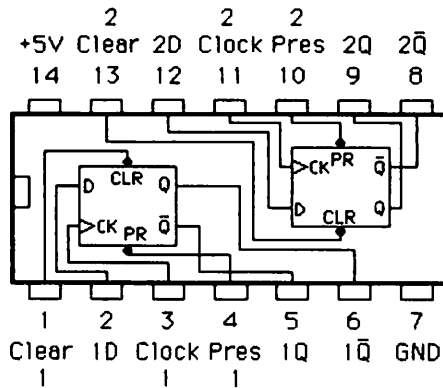 2 2 2
+5V Clear 2D Clock Pres 2Q 2Q̅
14 13 12 11 10 9 8
PR
CK Q̅
D Q
CLR
CLR
D Q
CK Q̅
PR
1 2 3 4 5 6 7
Clear 1D Clock Pres 1Q 1Q̅ GND
1 1 1